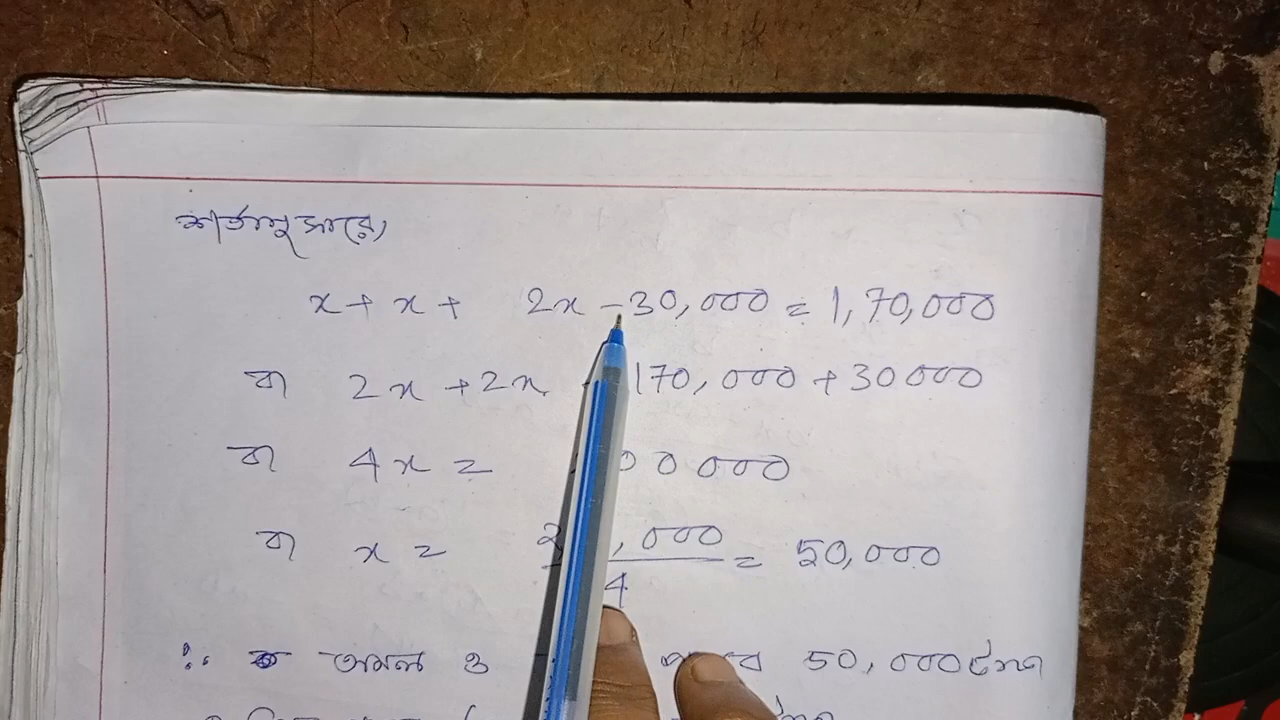 শর্তানুসারে,
x + x + 2x - 30,000 = 1,70,000
বা 2x + 2x 170,000 + 30000
বা 4x = 00000
বা x = 2 ,000 / 4 = 50,000
∴ অমল ও পাবে 50,000 টাকা